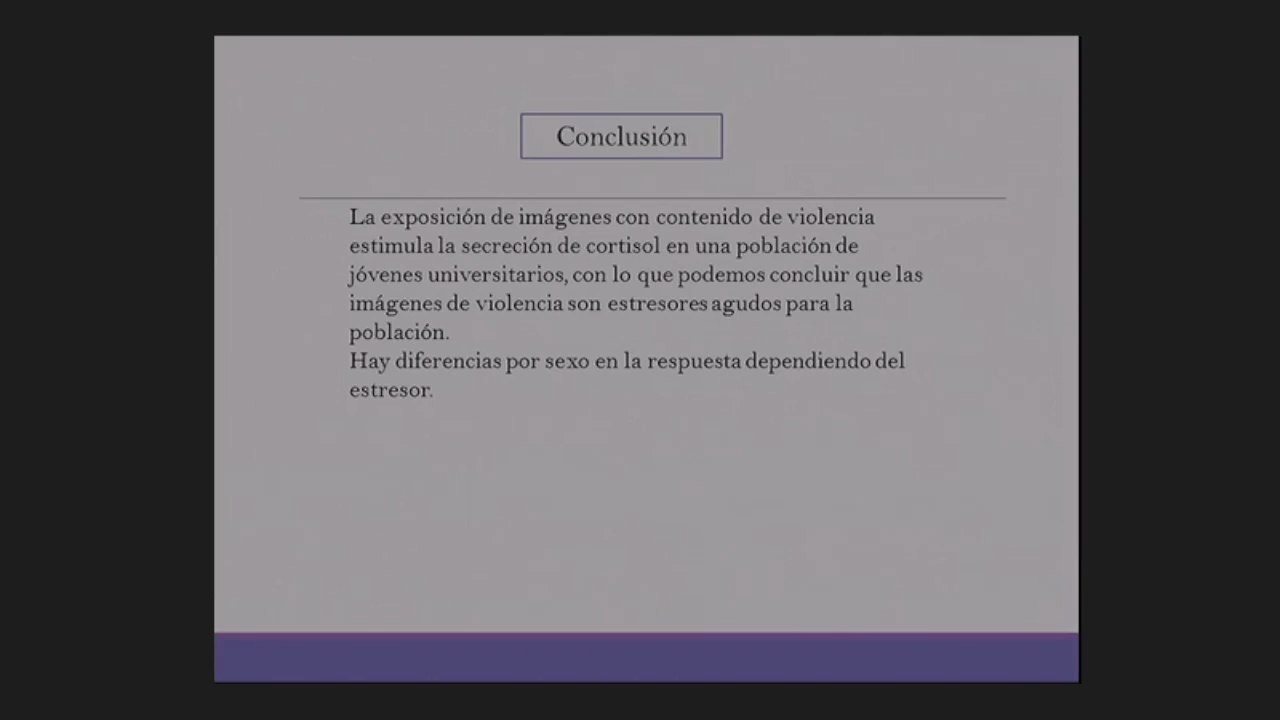 Conclusión
La exposición de imágenes con contenido de violencia
estimula la secreción de cortisol en una población de
jóvenes universitarios, con lo que podemos concluir que las
imágenes de violencia son estresores agudos para la
población.
Hay diferencias por sexo en la respuesta dependiendo del
estresor.